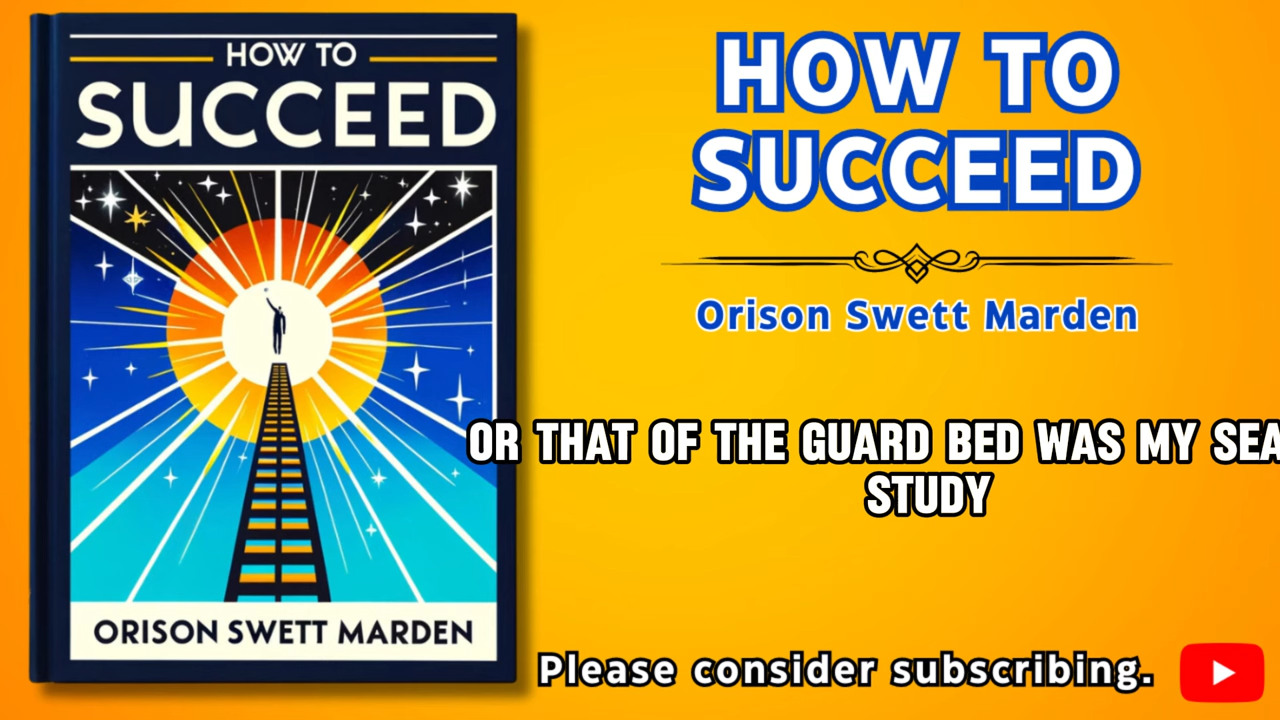 HOW TO
SUCCEED
ORISON SWETT MARDEN
HOW TO
SUCCEED
Orison Swett Marden
OR THAT OF THE GUARD BED WAS MY
STUDY
Please consider subscribing.